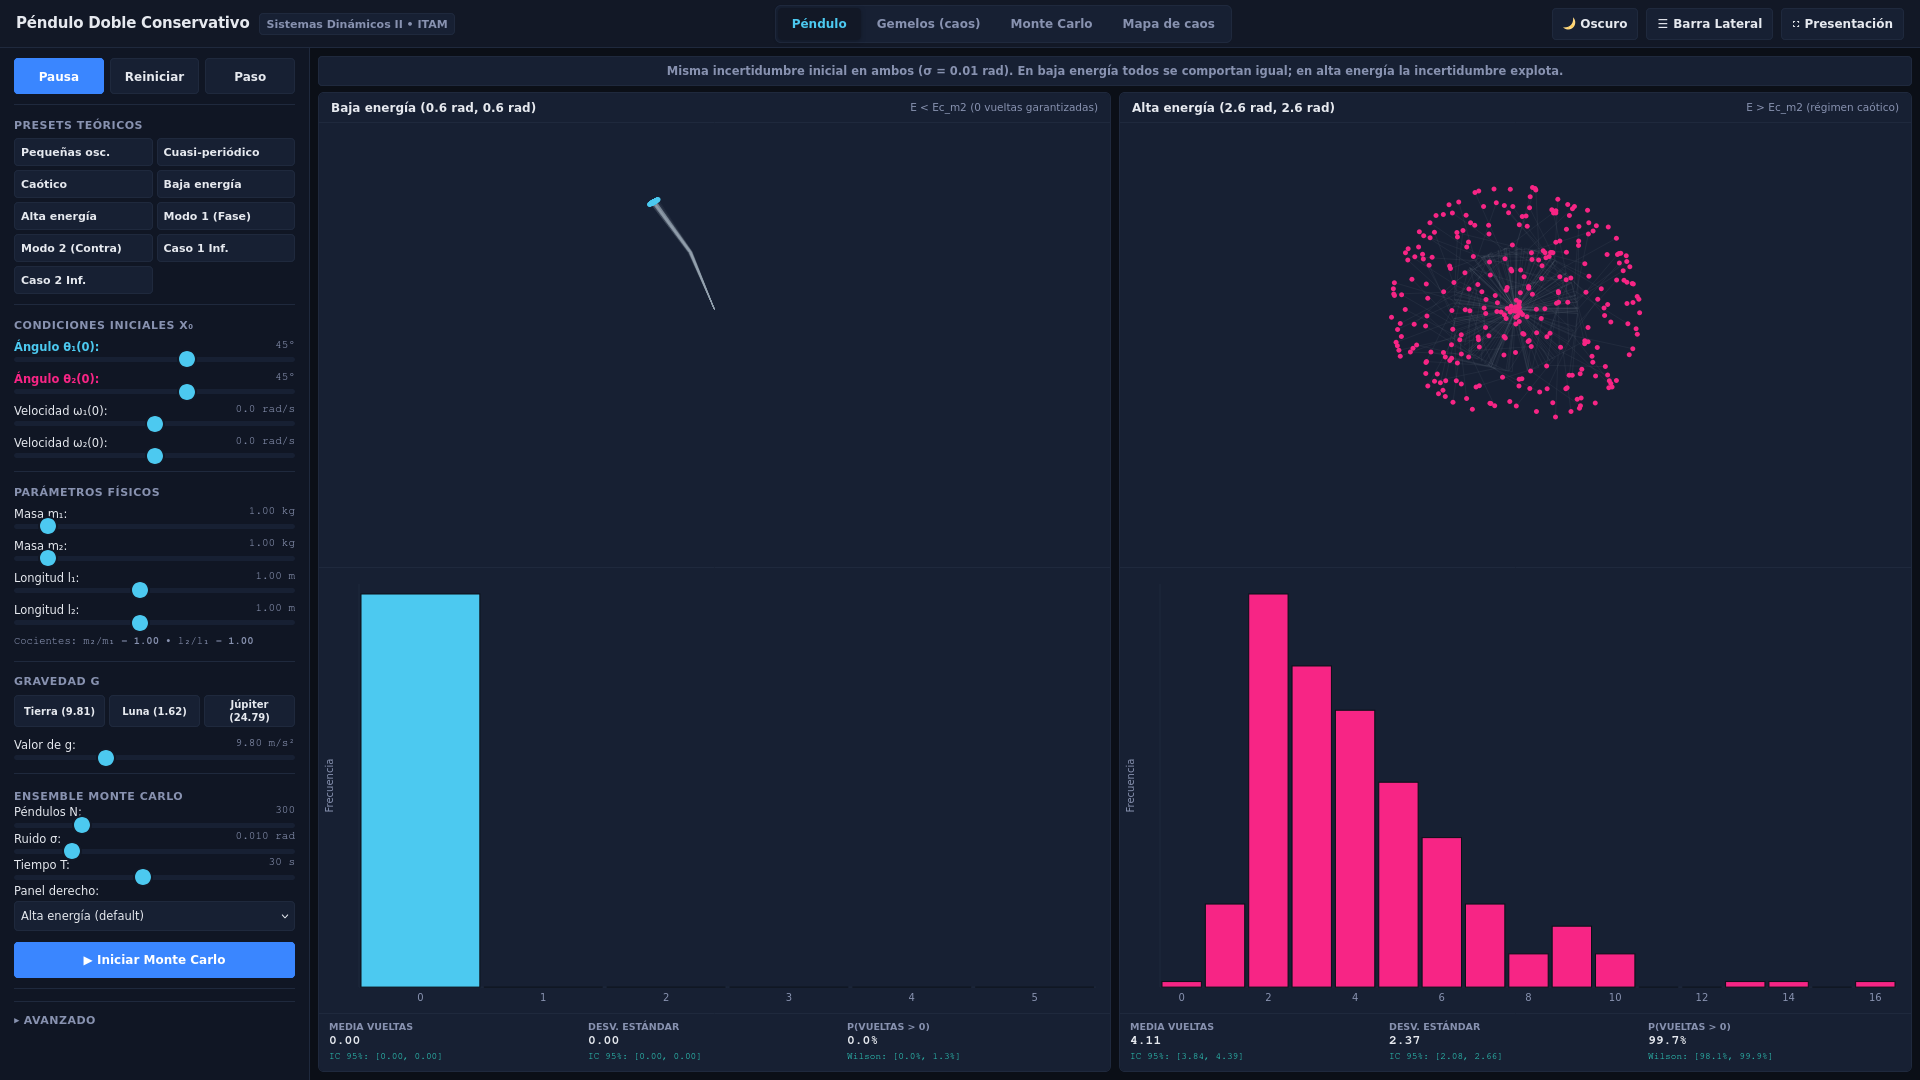 Péndulo Doble Conservativo
Sistemas Dinámicos II • ITAM
Péndulo
Gemelos (caos)
Monte Carlo
Mapa de caos
🌙 Oscuro
☰ Barra Lateral
∷ Presentación
Pausa
Reiniciar
Paso
PRESETS TEÓRICOS
Pequeñas osc.
Cuasi-periódico
Caótico
Baja energía
Alta energía
Modo 1 (Fase)
Modo 2 (Contra)
Caso 1 Inf.
Caso 2 Inf.
CONDICIONES INICIALES X₀
Ángulo θ₁(0): 45°
Ángulo θ₂(0): 45°
Velocidad ω₁(0): 0.0 rad/s
Velocidad ω₂(0): 0.0 rad/s
PARÁMETROS FÍSICOS
Masa m₁: 1.00 kg
Masa m₂: 1.00 kg
Longitud l₁: 1.00 m
Longitud l₂: 1.00 m
Cocientes: m₂/m₁ = 1.00 • l₂/l₁ = 1.00
GRAVEDAD G
Tierra (9.81)
Luna (1.62)
Júpiter
(24.79)
Valor de g: 9.80 m/s²
ENSEMBLE MONTE CARLO
Péndulos N: 300
Ruido σ: 0.010 rad
Tiempo T: 30 s
Panel derecho:
Alta energía (default)
▶ Iniciar Monte Carlo
▸ AVANZADO
Misma incertidumbre inicial en ambos (σ = 0.01 rad). En baja energía todos se comportan igual; en alta energía la incertidumbre explota.
Baja energía (0.6 rad, 0.6 rad)
E < Ec_m2 (0 vueltas garantizadas)
Frecuencia
0 1 2 3 4 5
MEDIA VUELTAS
0.00
IC 95%: [0.00, 0.00]
DESV. ESTÁNDAR
0.00
IC 95%: [0.00, 0.00]
P(VUELTAS > 0)
0.0%
Wilson: [0.0%, 1.3%]
Alta energía (2.6 rad, 2.6 rad)
E > Ec_m2 (régimen caótico)
Frecuencia
0 2 4 6 8 10 12 14 16
MEDIA VUELTAS
4.11
IC 95%: [3.84, 4.39]
DESV. ESTÁNDAR
2.37
IC 95%: [2.08, 2.66]
P(VUELTAS > 0)
99.7%
Wilson: [98.1%, 99.9%]